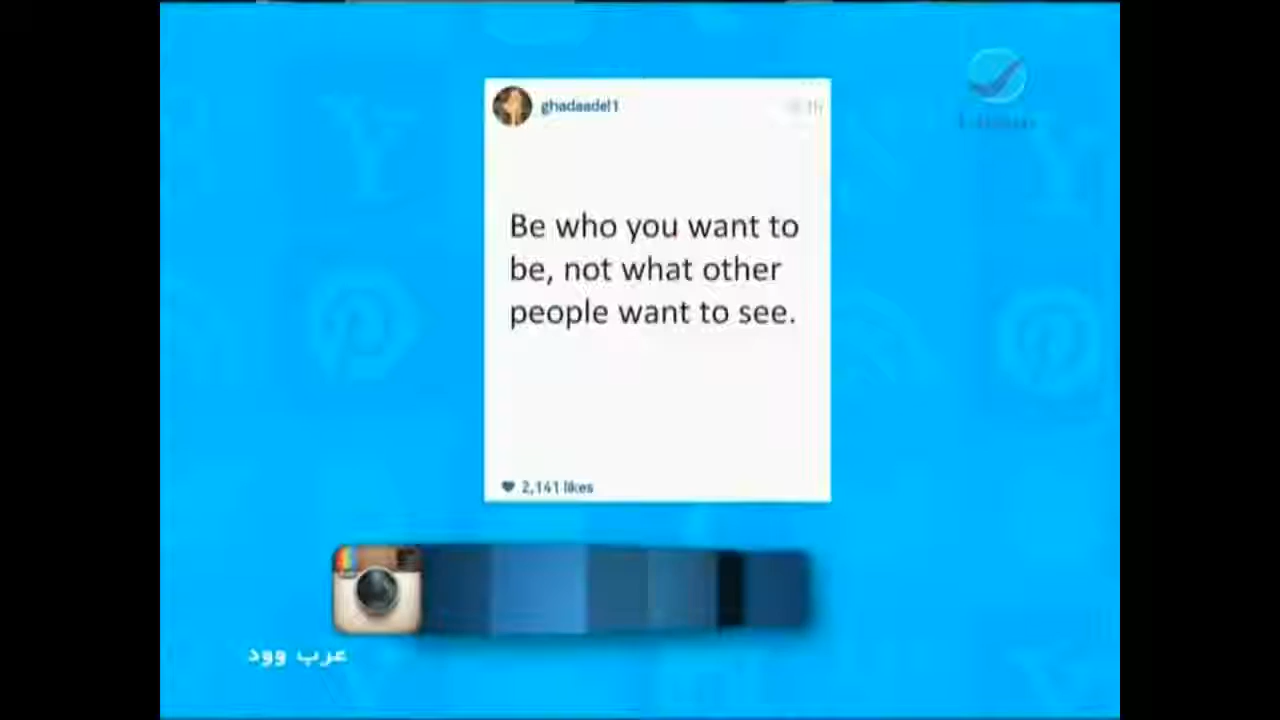 ghadaadel1
1h
Be who you want to
be, not what other
people want to see.
2,141 likes
عرب وود